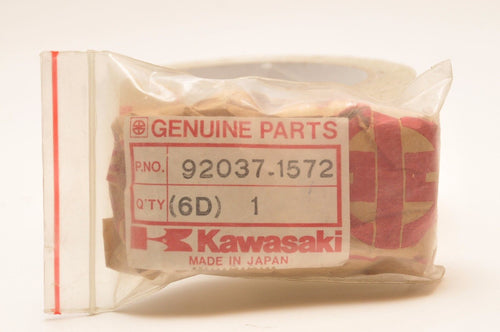 GENUINE PARTS
P.NO. 92037-1572
Q'TY (6D) 1
Kawasaki
MADE IN JAPAN